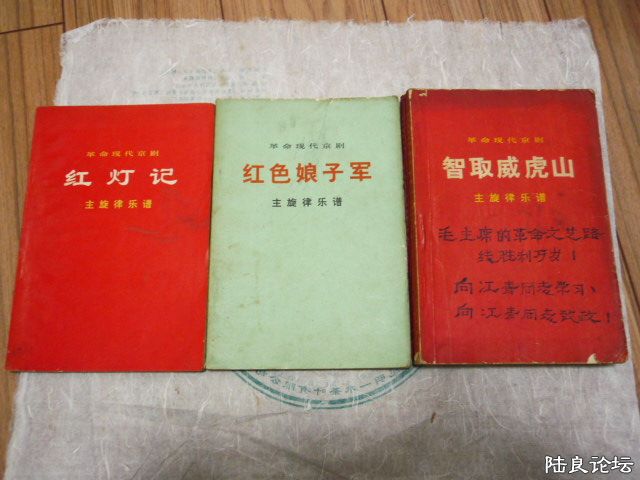 革命现代京剧
红灯记
主旋律乐谱
革命现代京剧
红色娘子军
主旋律乐谱
革命现代京剧
智取威虎山
主旋律乐谱
毛主席的革命文艺路
线胜利万岁！
向江青同志学习、
向江青同志致敬！
陆良论坛